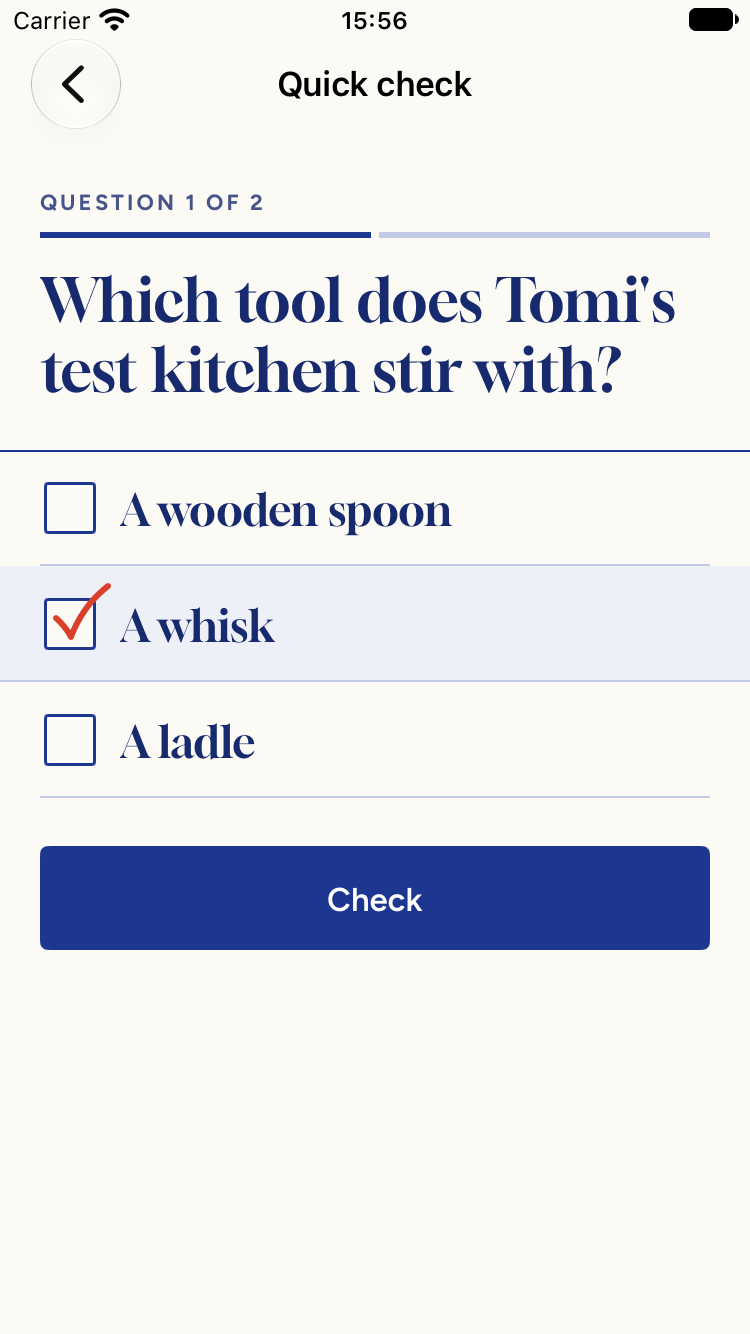 Carrier
15:56
Quick check
QUESTION 1 OF 2
Which tool does Tomi's
test kitchen stir with?
A wooden spoon
A whisk
A ladle
Check